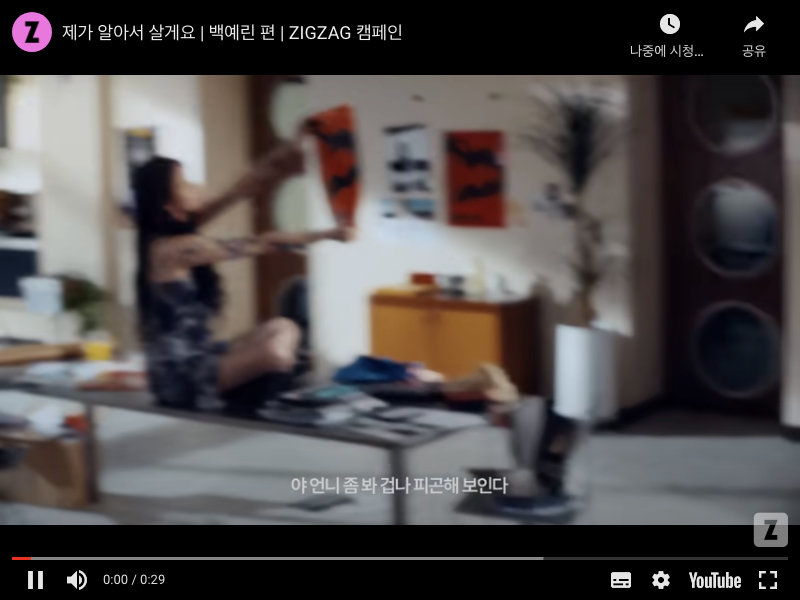 Z
제가 알아서 살게요 | 백예린 편 | ZIGZAG 캠페인
나중에 시청...
공유
야 언니 좀 봐 겁나 피곤해 보인다
Z
0:00 / 0:29
YouTube